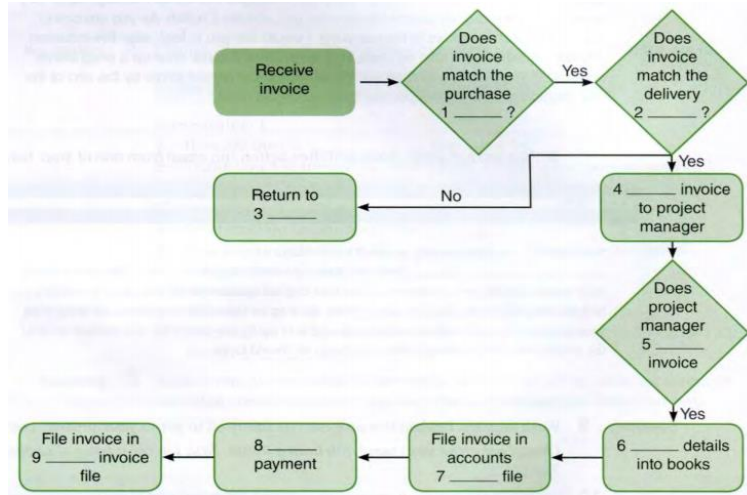 Receive
invoice
Does
invoice
match the
purchase
1 ______ ?
Yes
Does
invoice
match the
delivery
2 ______ ?
Yes
No
Return to
3 ______
4 ______ invoice
to project
manager
Does
project
manager
5 ______
invoice
Yes
6 ______ details
into books
File invoice in
accounts
7 ______ file
8
payment
File invoice in
9 ______ invoice
file